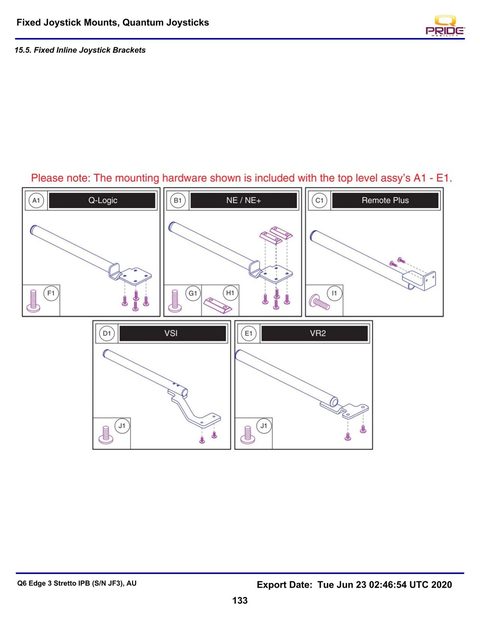 Fixed Joystick Mounts, Quantum Joysticks
PRIDE
15.5. Fixed Inline Joystick Brackets
Please note: The mounting hardware shown is included with the top level assy's A1 - E1.
A1 Q-Logic
B1 NE / NE+
C1 Remote Plus
F1
G1 H1
I1
D1 VSI
E1 VR2
J1
J1
Q6 Edge 3 Stretto IPB (S/N JF3), AU
Export Date: Tue Jun 23 02:46:54 UTC 2020
133